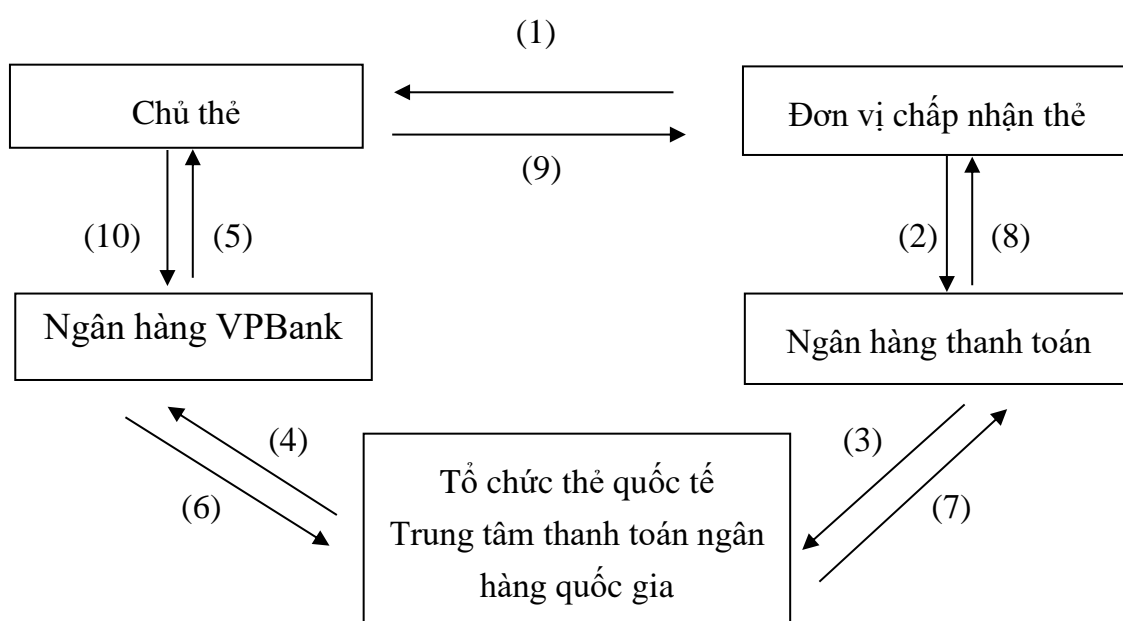 (1)
Chủ thẻ
Đơn vị chấp nhận thẻ
(9)
(10)
(5)
(2)
(8)
Ngân hàng VPBank
Ngân hàng thanh toán
(4)
(3)
(6)
(7)
Tổ chức thẻ quốc tế
Trung tâm thanh toán ngân
hàng quốc gia